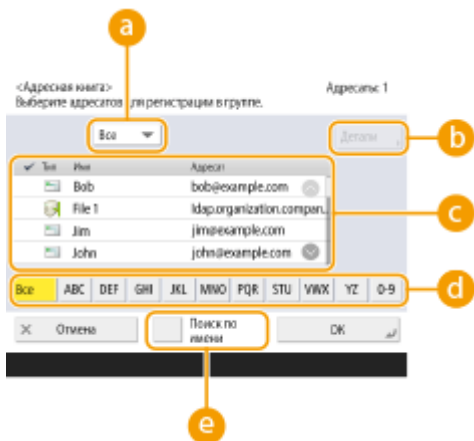 a
<Адресная книга>
Адресаты: 1
Выберите адресатов для регистрации в группе.
Все
Детали
b
Тип Имя Адресат
Bob bob@example.com
File 1 ldap.organization.compan...
c
Jim jim@example.com
John john@example.com
Все ABC DEF GHI JKL MNO PQR STU VWX YZ 0-9
d
Отмена
Поиск по
имени
OK
e